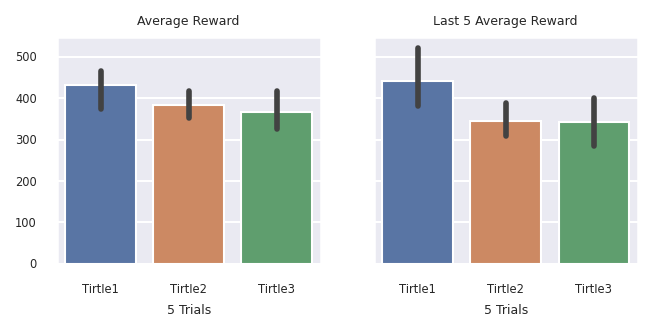 Average Reward
Last 5 Average Reward
500
400
300
200
100
0
Tirtle1 Tirtle2 Tirtle3
Tirtle1 Tirtle2 Tirtle3
5 Trials
5 Trials